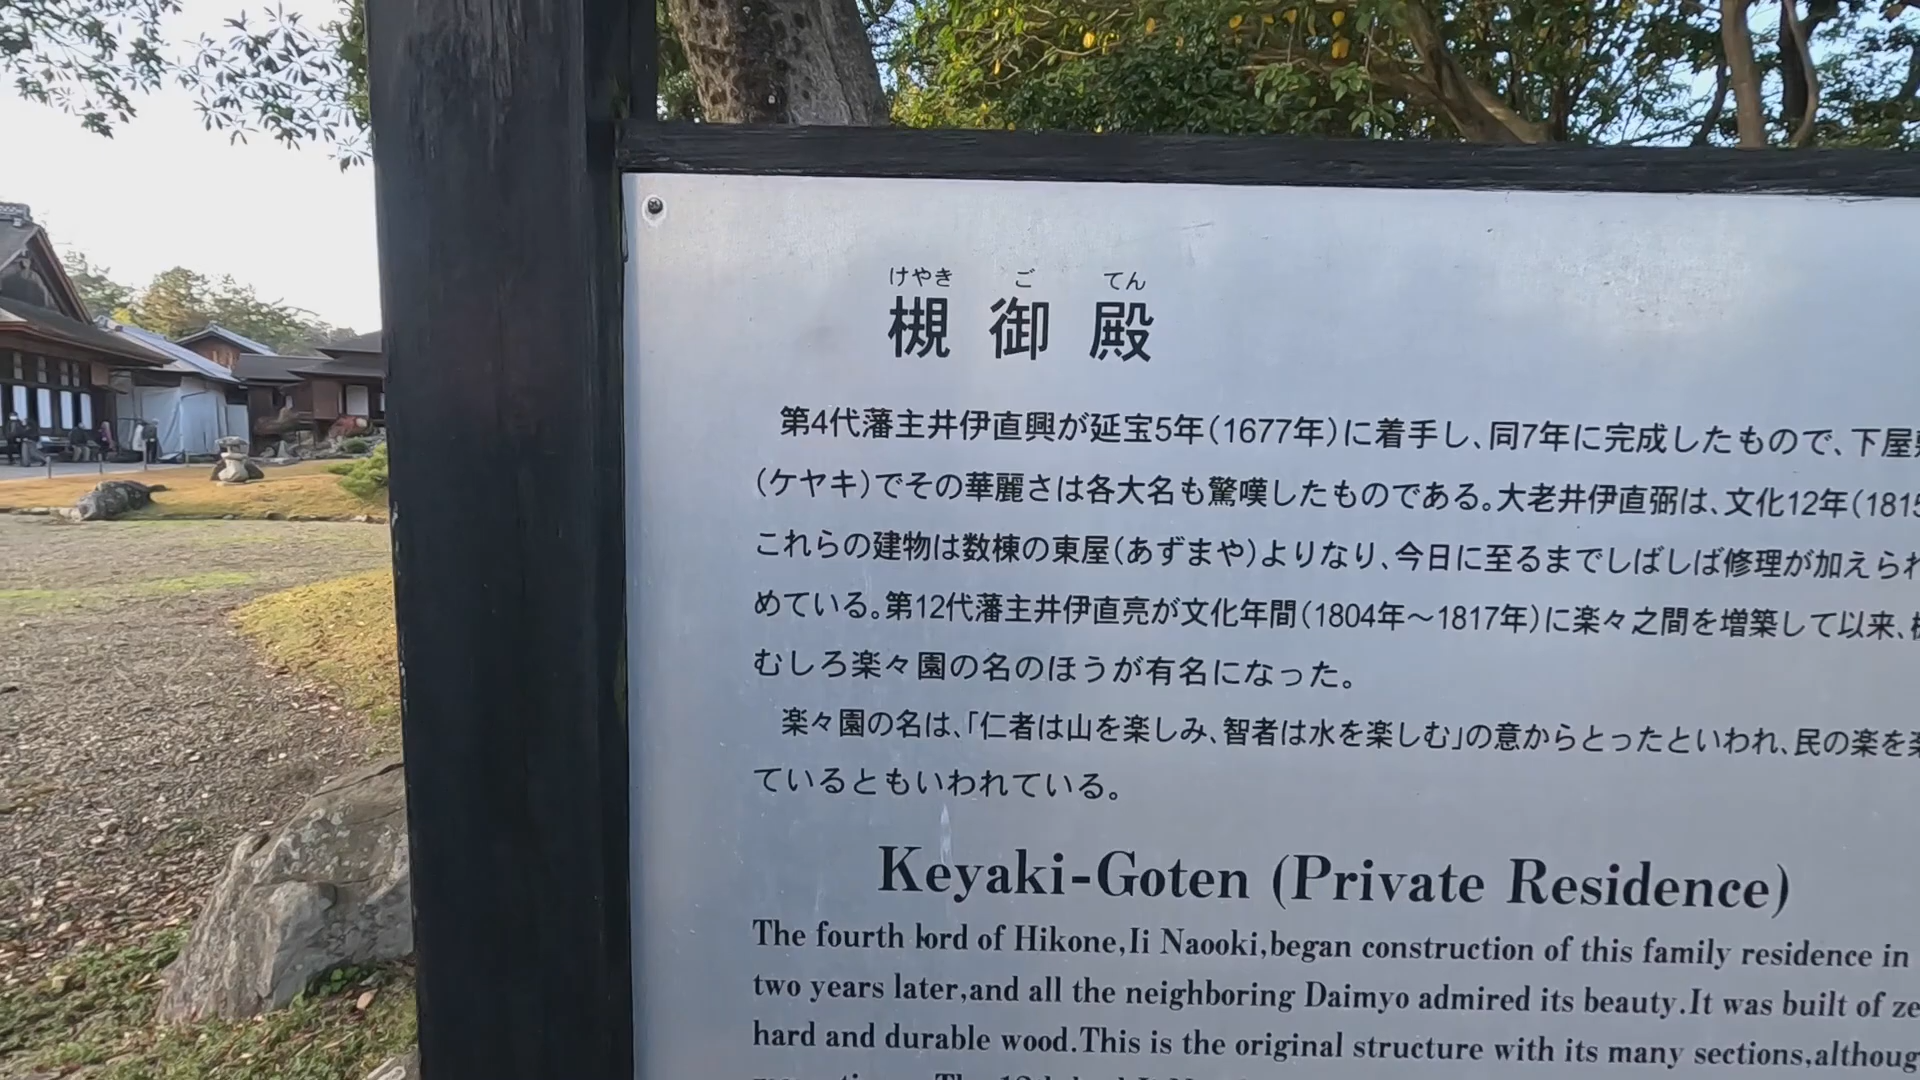 けやき ご てん
槻 御 殿
第4代藩主井伊直興が延宝5年(1677年)に着手し、同7年に完成したもので、下屋
(ケヤキ)でその華麗さは各大名も驚嘆したものである。大老井伊直弼は、文化12年(1815
これらの建物は数棟の東屋(あずまや)よりなり、今日に至るまでしばしば修理が加えられ
めている。第12代藩主井伊直亮が文化年間(1804年～1817年)に楽々之間を増築して以来、
むしろ楽々園の名のほうが有名になった。
楽々園の名は、「仁者は山を楽しみ、智者は水を楽しむ」の意からとったといわれ、民の楽を
ているともいわれている。
Keyaki-Goten (Private Residence)
The fourth lord of Hikone,Ii Naooki,began construction of this family residence in
two years later,and all the neighboring Daimyo admired its beauty.It was built of
hard and durable wood.This is the original structure with its many sections,